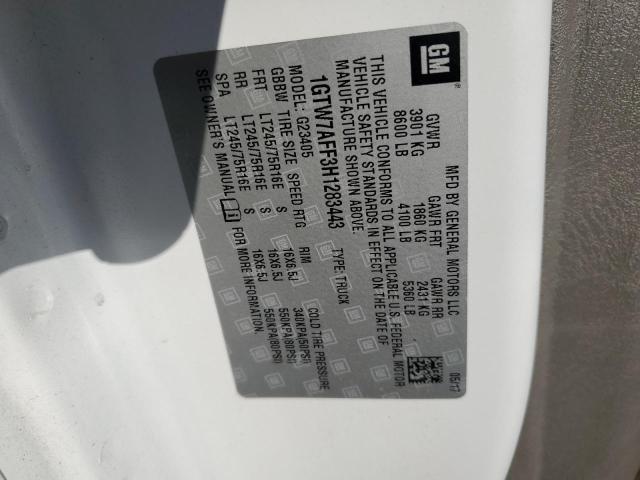 GM
®
MFD BY GENERAL MOTORS LLC
05/17
GVWR GAWR FRT GAWR RR
3901 KG 1860 KG 2431 KG
8600 LB 4100 LB 5360 LB
THIS VEHICLE CONFORMS TO ALL APPLICABLE U.S. FEDERAL MOTOR
VEHICLE SAFETY STANDARDS IN EFFECT ON THE DATE OF
MANUFACTURE SHOWN ABOVE.
1GTW7AFF3H1283443 TYPE: TRUCK
MODEL: G23405
GBBW TIRE SIZE SPEED RTG RIM COLD TIRE PRESSURE
FRT LT245/75R16E S 16X6.5J 340KPA(50PSI)
RR LT245/75R16E S 16X6.5J 550KPA(80PSI)
SPA LT245/75R16E S 16X6.5J 550KPA(80PSI)
SEE OWNER'S MANUAL FOR MORE INFORMATION